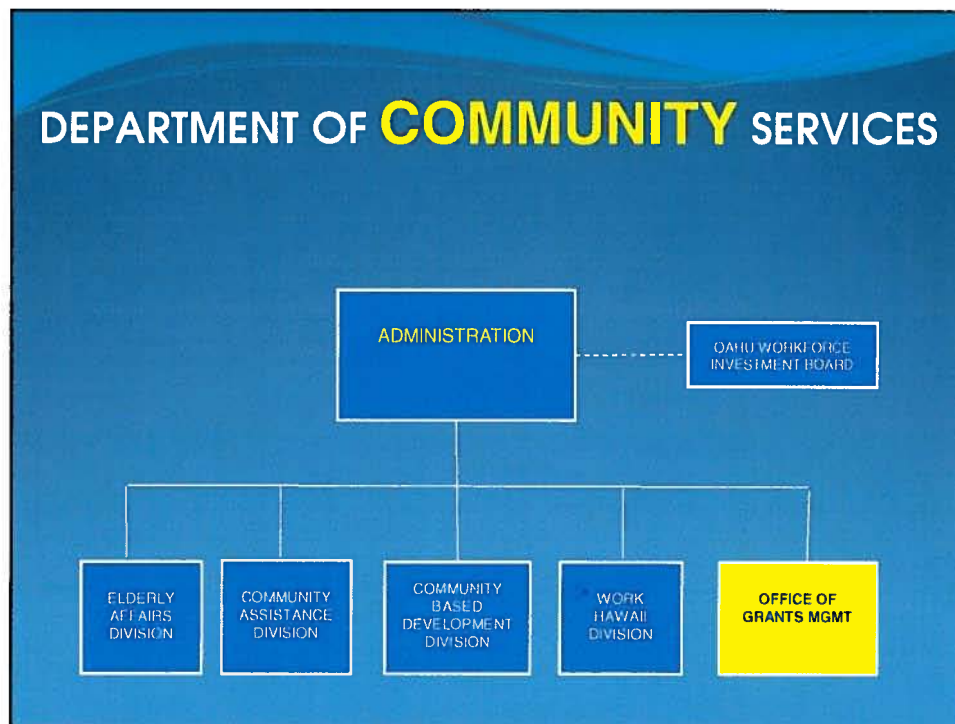 DEPARTMENT OF COMMUNITY SERVICES
ADMINISTRATION
OAHU WORKFORCE
INVESTMENT BOARD
ELDERLY
AFFAIRS
DIVISION
COMMUNITY
ASSISTANCE
DIVISION
COMMUNITY
BASED
DEVELOPMENT
DIVISION
WORK
HAWAII
DIVISION
OFFICE OF
GRANTS MGMT